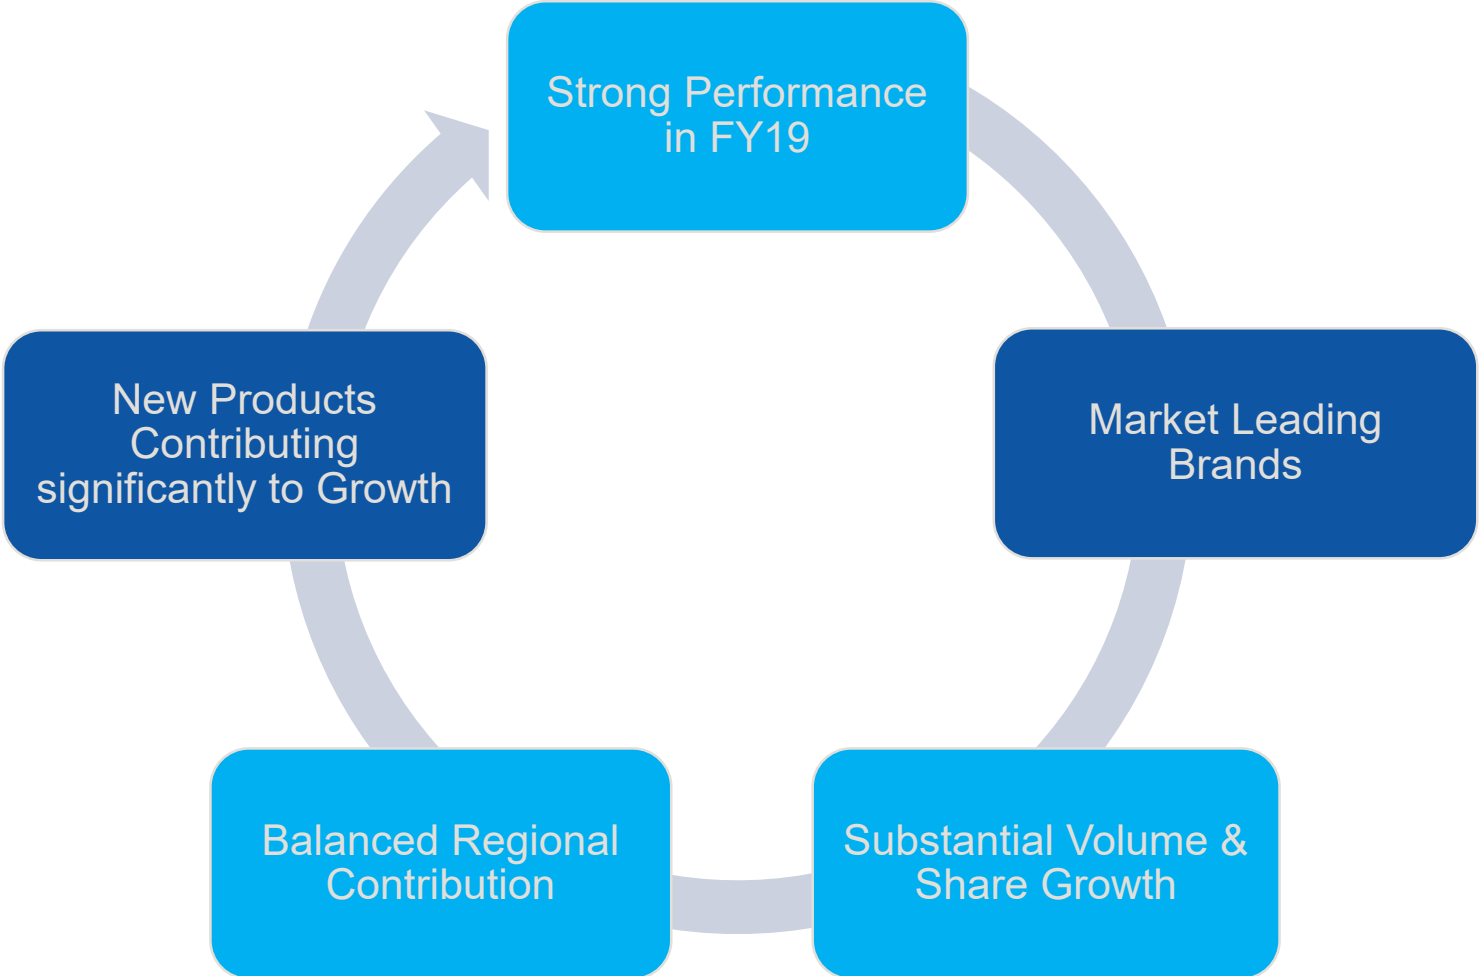 Strong Performance
in FY19
Market Leading
Brands
Substantial Volume &
Share Growth
Balanced Regional
Contribution
New Products
Contributing
significantly to Growth